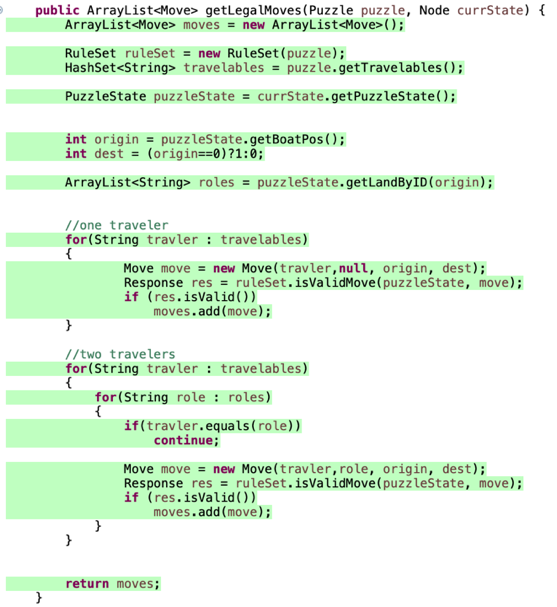 public ArrayList<Move> getLegalMoves(Puzzle puzzle, Node currState) {
ArrayList<Move> moves = new ArrayList<Move>();
RuleSet ruleSet = new RuleSet(puzzle);
HashSet<String> travelables = puzzle.getTravelables();
PuzzleState puzzleState = currState.getPuzzleState();
int origin = puzzleState.getBoatPos();
int dest = (origin==0)?1:0;
ArrayList<String> roles = puzzleState.getLandByID(origin);
//one traveler
for(String travler : travelables)
{
Move move = new Move(travler,null, origin, dest);
Response res = ruleSet.isValidMove(puzzleState, move);
if (res.isValid())
moves.add(move);
}
//two travelers
for(String travler : travelables)
{
for(String role : roles)
{
if(travler.equals(role))
continue;
Move move = new Move(travler,role, origin, dest);
Response res = ruleSet.isValidMove(puzzleState, move);
if (res.isValid())
moves.add(move);
}
}
return moves;
}